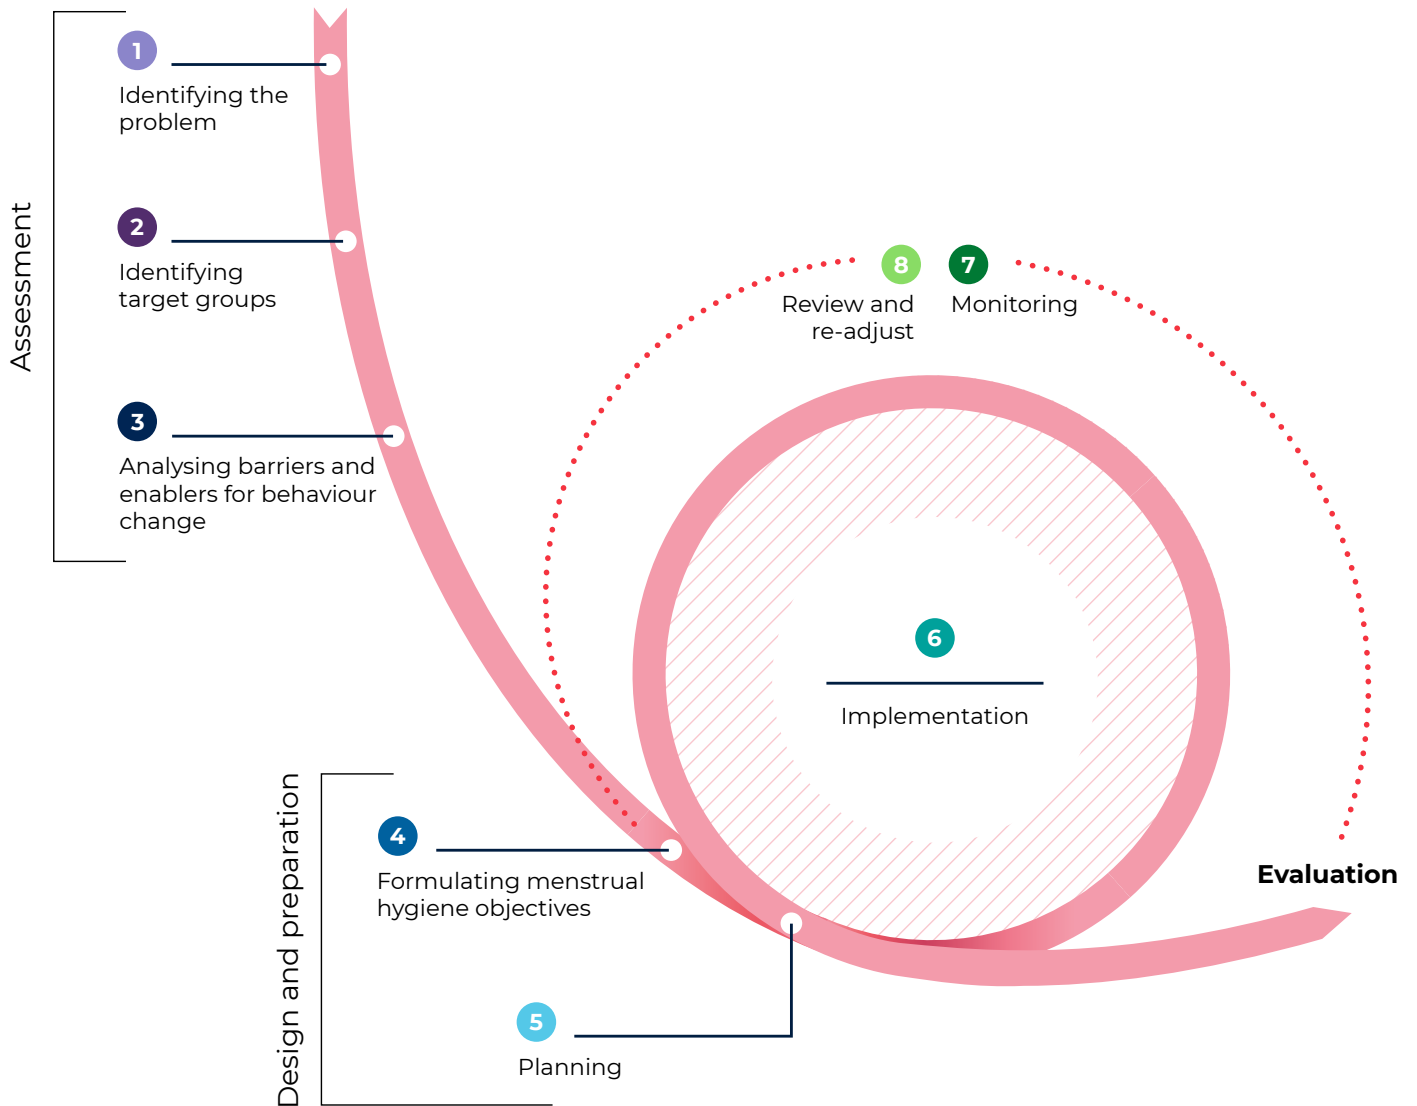 Assessment
1
Identifying the
problem
2
Identifying
target groups
3
Analysing barriers and
enablers for behaviour
change
Design and preparation
4
Formulating menstrual
hygiene objectives
5
Planning
6
Implementation
7
Monitoring
8
Review and
re-adjust
Evaluation